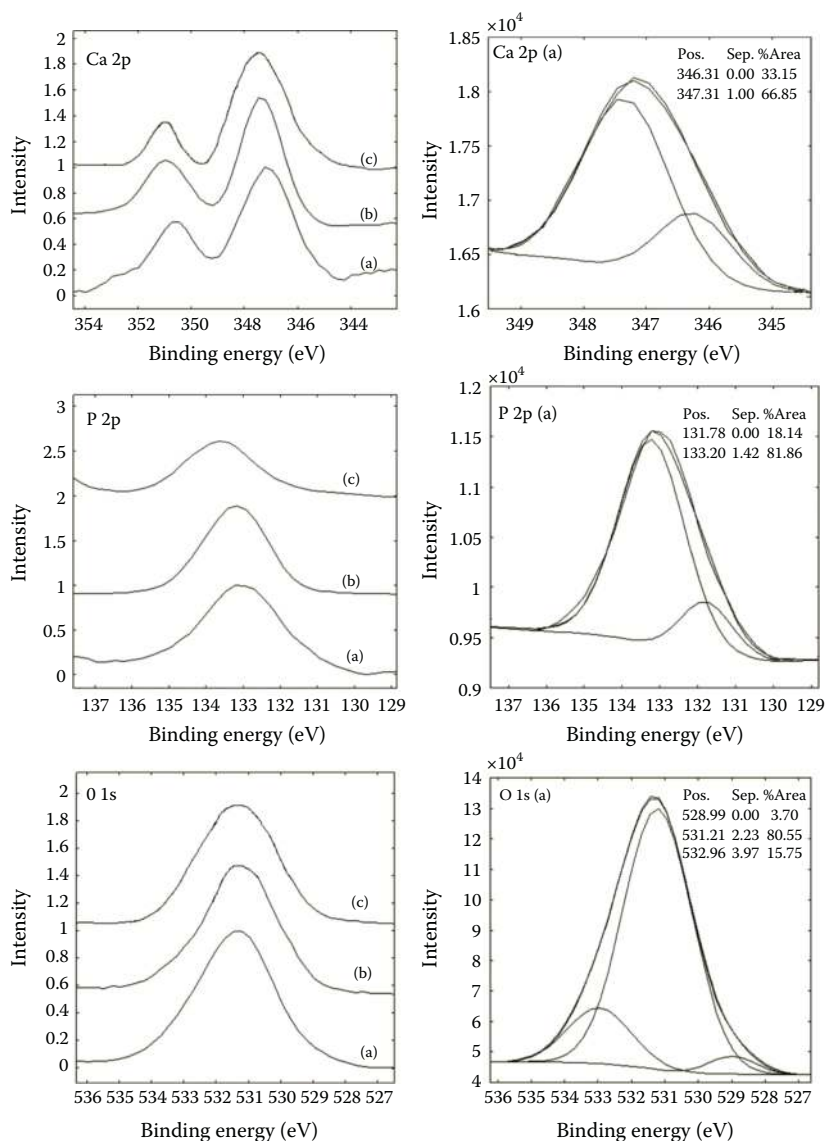 Ca 2p
2
1.8
1.6
1.4
1.2
1
0.8
0.6
0.4
0.2
0
(c)
(b)
(a)
354 352 350 348 346 344
Intensity
Binding energy (eV)
×10⁴
Ca 2p (a)
Pos. Sep. %Area
346.31 0.00 33.15
347.31 1.00 66.85
1.85
1.8
1.75
1.7
1.65
1.6
349 348 347 346 345
Intensity
Binding energy (eV)
P 2p
3
2.5
2
1.5
1
0.5
0
(c)
(b)
(a)
137 136 135 134 133 132 131 130 129
Intensity
Binding energy (eV)
×10⁴
P 2p (a)
Pos. Sep. %Area
131.78 0.00 18.14
133.20 1.42 81.86
1.2
1.15
1.1
1.05
1
0.95
0.9
137 136 135 134 133 132 131 130 129
Intensity
Binding energy (eV)
0 1s
2
1.8
1.6
1.4
1.2
1
0.8
0.6
0.4
0.2
0
(c)
(b)
(a)
536 535 534 533 532 531 530 529 528 527
Intensity
Binding energy (eV)
×10⁴
O 1s (a)
Pos. Sep. %Area
528.99 0.00 3.70
531.21 2.23 80.55
532.96 3.97 15.75
14
13
12
11
10
9
8
7
6
5
4
536 535 534 533 532 531 530 529 528 527
Intensity
Binding energy (eV)